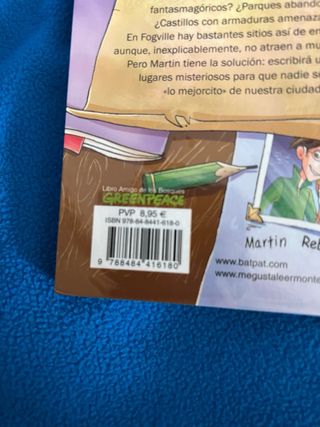 fantasmagóricos? ¿Parques aband
¿Castillos con armaduras amenaza
En Fogville hay bastantes sitios así de en
aunque, inexplicablemente, no atraen a mu
Pero Martin tiene la solución: escribirá u
lugares misteriosos para que nadie s
«lo mejorcito» de nuestra ciudad
Libro Amigo de los Bosques
GREENPEACE
PVP 8,95 €
ISBN 978-84-8441-618-0
9 788484 416180
Martin Reb
www.batpat.com
www.megustaleermonte